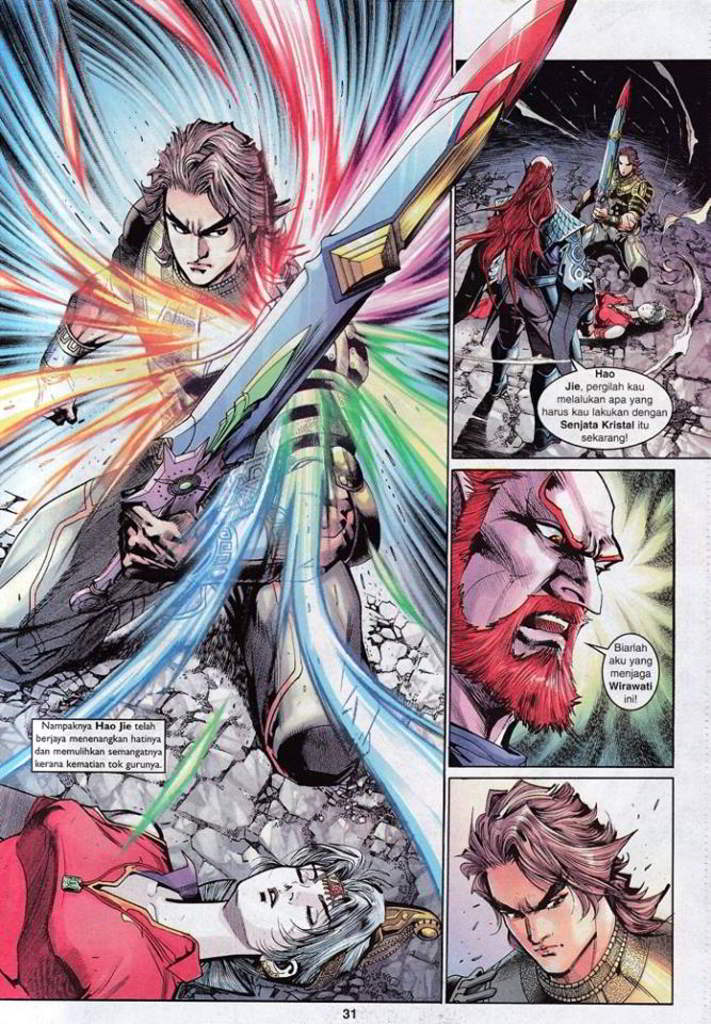 Nampaknya Hao Jie telah
berjaya menenangkan hatinya
dan memulihkan semangatnya
kerana kematian tok gurunya.
Hao
Jie, pergilah kau
melalukan apa yang
harus kau lakukan dengan
Senjata Kristal itu
sekarang!
Biarlah
aku yang
menjaga
Wirawati
ini!
31